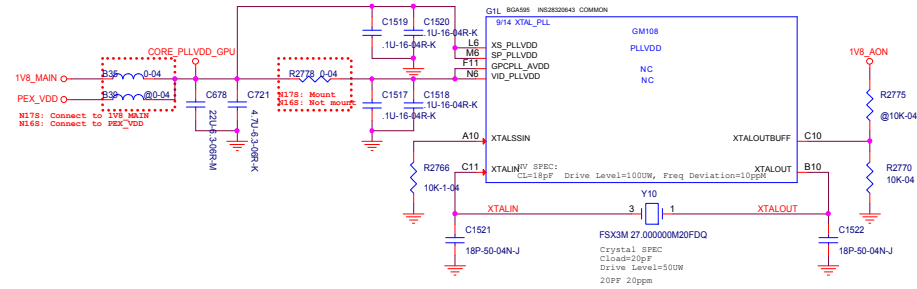 G1L BGA595 INS28320643 COMMON
9/14 XTAL_PLL
GM108
PLLVDD
NC
NC
L6 XS_PLLVDD
M6 SP_PLLVDD
F11 GPCPLL_AVDD
N6 VID_PLLVDD
C1519
.1U-16-04R-K
C1520
.1U-16-04R-K
CORE_PLLVDD_GPU
1V8_MAIN
B35 0-04
PEX_VDD
B39 @0-04
N17S: Connect to 1V8_MAIN
N16S: Connect to PEX_VDD
C678
22U-6.3-06R-M
C721
4.7U-6.3-06R-K
R2778 0-04
N17S: Mount
N16S: Not mount
C1517
.1U-16-04R-K
C1518
.1U-16-04R-K
1V8_AON
R2775
@10K-04
A10 XTALSSIN
XTALOUTBUFF C10
C11 XTALIN
XTALOUT B10
NV SPEC:
CL=18pF Drive Level=100UW, Freq Deviation=10ppM
R2766
10K-1-04
R2770
10K-04
Y10
XTALIN
3 1
XTALOUT
C1521
18P-50-04N-J
FSX3M 27.000000M20FDQ
C1522
18P-50-04N-J
Crystal SPEC
Cload=20pF
Drive Level=50UW
20PF 20ppm